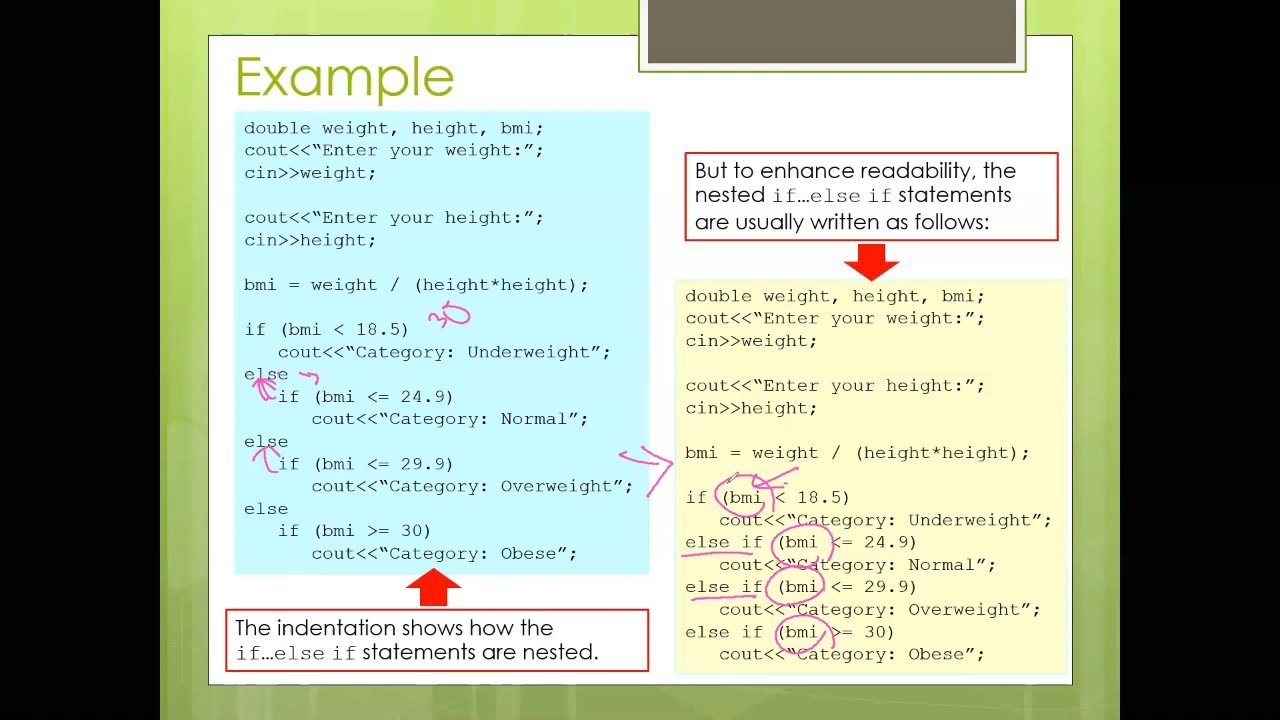 Example
double weight, height, bmi;
cout<<“Enter your weight:”;
cin>>weight;
cout<<“Enter your height:”;
cin>>height;
bmi = weight / (height*height);
30
if (bmi < 18.5)
cout<<“Category: Underweight”;
else
if (bmi <= 24.9)
cout<<“Category: Normal”;
else
if (bmi <= 29.9)
cout<<“Category: Overweight”;
else
if (bmi >= 30)
cout<<“Category: Obese”;
The indentation shows how the
if…else if statements are nested.
But to enhance readability, the
nested if…else if statements
are usually written as follows:
double weight, height, bmi;
cout<<“Enter your weight:”;
cin>>weight;
cout<<“Enter your height:”;
cin>>height;
bmi = weight / (height*height);
if (bmi < 18.5)
cout<<“Category: Underweight”;
else if (bmi <= 24.9)
cout<<“Category: Normal”;
else if (bmi <= 29.9)
cout<<“Category: Overweight”;
else if (bmi >= 30)
cout<<“Category: Obese”;